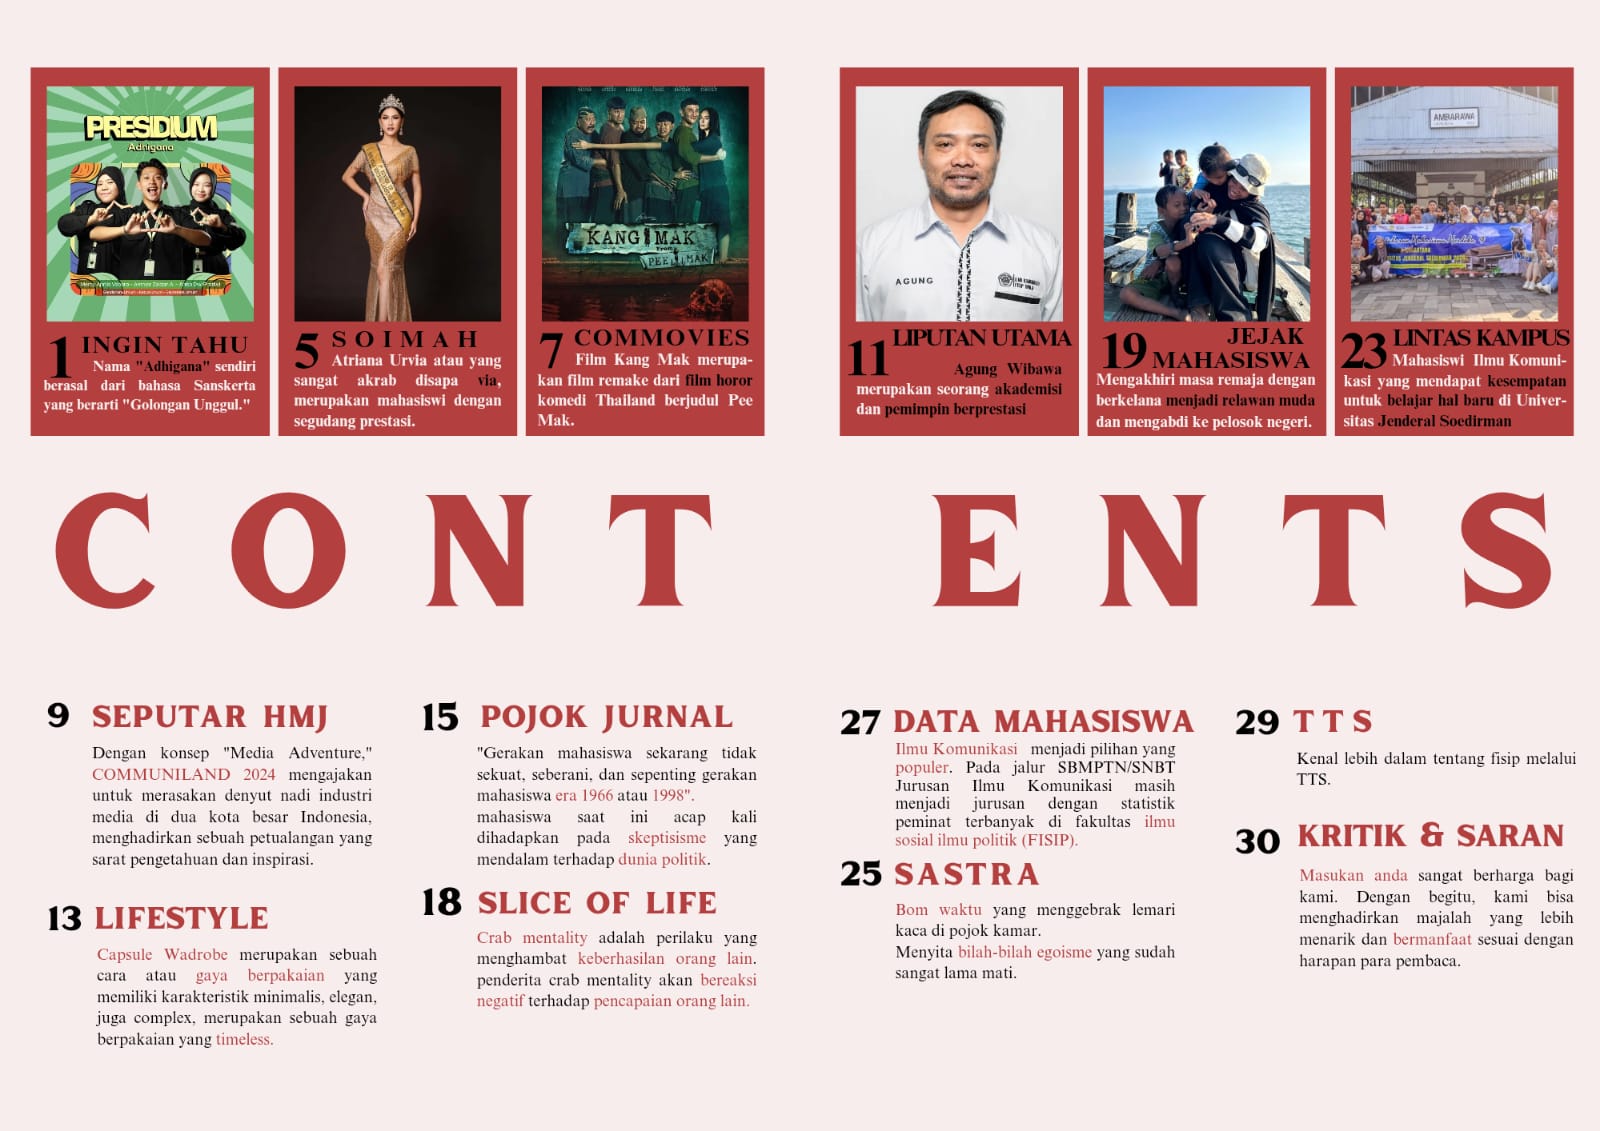 PRESIDIUM
Adhigana
1 INGIN TAHU
Nama "Adhigana" sendiri
berasal dari bahasa Sanskerta
yang berarti "Golongan Unggul."
5 SOIMAH
Atriana Urvia atau yang
sangat akrab disapa via,
merupakan mahasiswi dengan
segudang prestasi.
KANG MAK
from
PEE MAK
7 COMMOVIES
Film Kang Mak merupa-
kan film remake dari film horor
komedi Thailand berjudul Pee
Mak.
AGUNG
11 LIPUTAN UTAMA
Agung Wibawa
merupakan seorang akademisi
dan pemimpin berprestasi
19 JEJAK
MAHASISWA
Mengakhiri masa remaja dengan
berkelana menjadi relawan muda
dan mengabdi ke pelosok negeri.
AMBARAWA
23 LINTAS KAMPUS
Mahasiswi Ilmu Komuni-
kasi yang mendapat kesempatan
untuk belajar hal baru di Univer-
sitas Jenderal Soedirman
CONTENTS
9 SEPUTAR HMJ
Dengan konsep "Media Adventure,"
COMMUNILAND 2024 mengajakan
untuk merasakan denyut nadi industri
media di dua kota besar Indonesia,
menghadirkan sebuah petualangan yang
sarat pengetahuan dan inspirasi.
13 LIFESTYLE
Capsule Wadrobe merupakan sebuah
cara atau gaya berpakaian yang
memiliki karakteristik minimalis, elegan,
juga complex, merupakan sebuah gaya
berpakaian yang timeless.
15 POJOK JURNAL
"Gerakan mahasiswa sekarang tidak
sekuat, seberani, dan sepenting gerakan
mahasiswa era 1966 atau 1998".
mahasiswa saat ini acap kali
dihadapkan pada skeptisisme yang
mendalam terhadap dunia politik.
18 SLICE OF LIFE
Crab mentality adalah perilaku yang
menghambat keberhasilan orang lain.
penderita crab mentality akan bereaksi
negatif terhadap pencapaian orang lain.
27 DATA MAHASISWA
Ilmu Komunikasi menjadi pilihan yang
populer. Pada jalur SBMPTN/SNBT
Jurusan Ilmu Komunikasi masih
menjadi jurusan dengan statistik
peminat terbanyak di fakultas ilmu
sosial ilmu politik (FISIP).
25 SASTRA
Bom waktu yang menggebrak lemari
kaca di pojok kamar.
Menyita bilah-bilah egoisme yang sudah
sangat lama mati.
29 TTS
Kenal lebih dalam tentang fisip melalui
TTS.
30 KRITIK & SARAN
Masukan anda sangat berharga bagi
kami. Dengan begitu, kami bisa
menghadirkan majalah yang lebih
menarik dan bermanfaat sesuai dengan
harapan para pembaca.